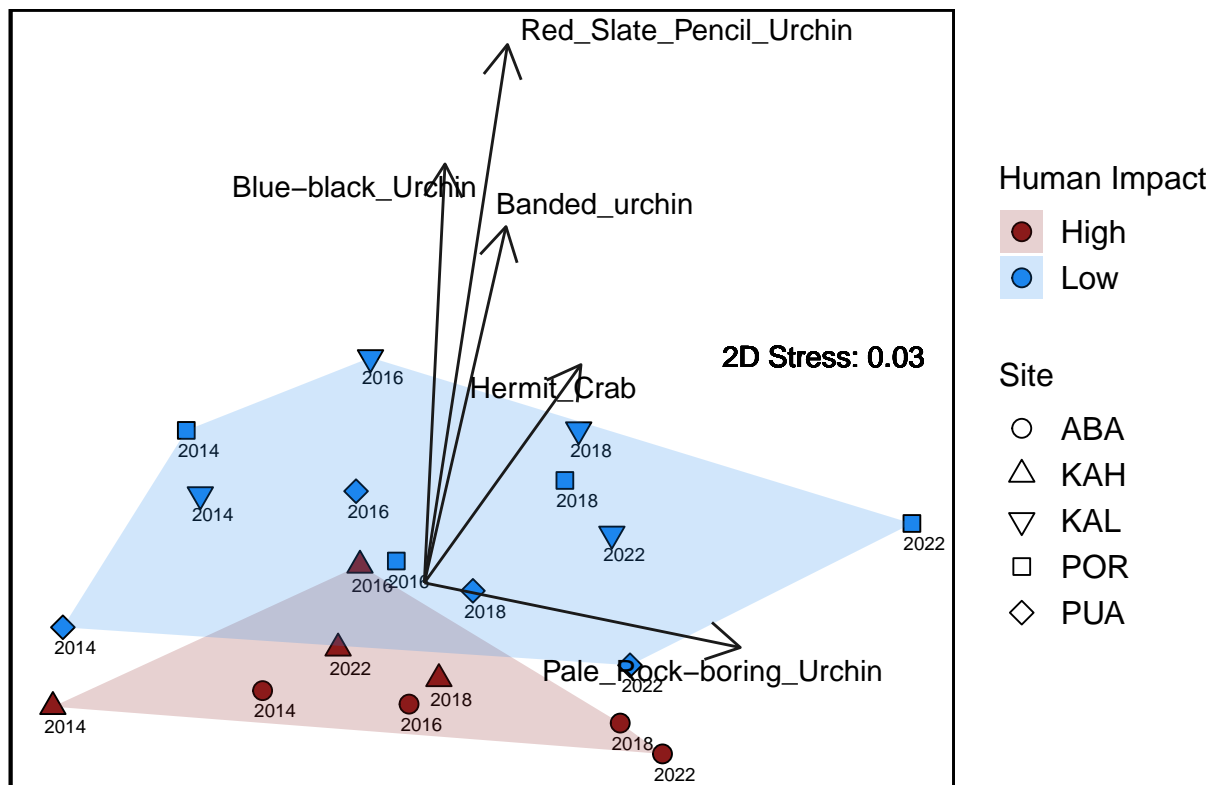 Red_Slate_Pencil_Urchin
Blue−black_Urchin
Banded_urchin
2D Stress: 0.03
Hermit_Crab
2016
2014
2018
2014
2016
2018
2022
2022
2016
2016
2018
2014
2022
2022
Pale_Rock−boring_Urchin
2014
2014
2016
2018
2018
2022
Human Impact
High
Low
Site
ABA
KAH
KAL
POR
PUA